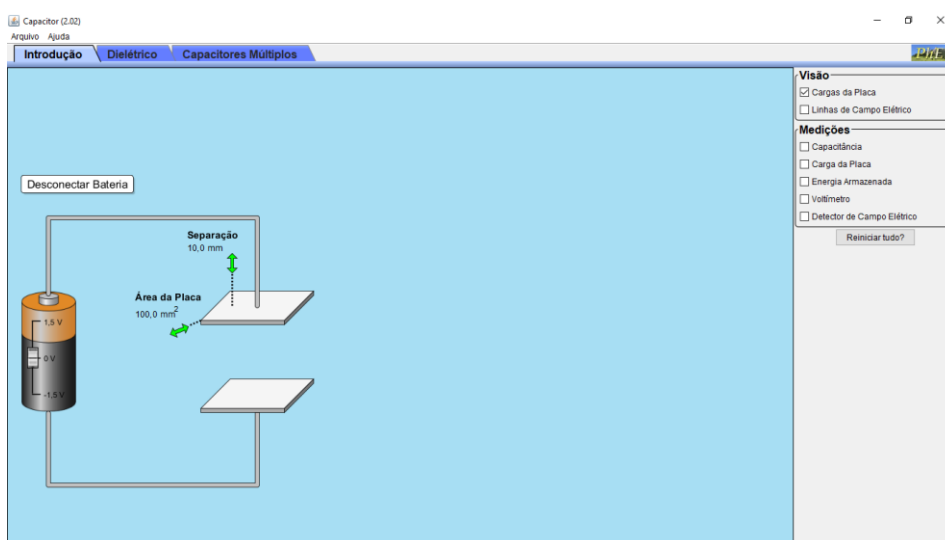 Capacitor (2.02)
Arquivo Ajuda
Introdução Dielétrico Capacitores Múltiplos
PhET
Visão
Cargas da Placa
Linhas de Campo Elétrico
Medições
Capacitância
Carga da Placa
Energia Armazenada
Voltímetro
Detector de Campo Elétrico
Reiniciar tudo?
Desconectar Bateria
Separação
10,0 mm
Área da Placa
100,0 mm²
1,5 V
0 V
-1,5 V